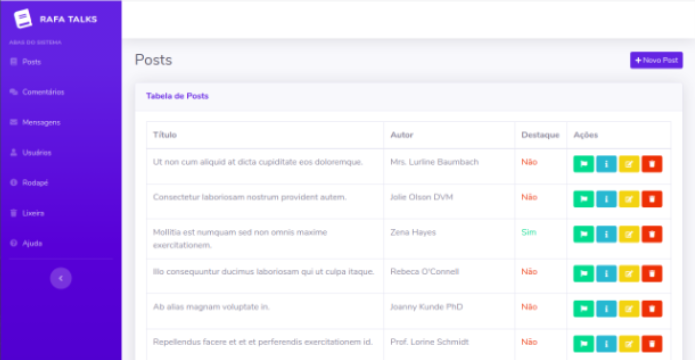 RAFA TALKS
ABAS DO SISTEMA
Posts
Comentários
Mensagens
Usuários
Rodapé
Lixeira
Ajuda
Posts
Novo Post
Tabela de Posts
Título Autor Destaque Ações
Ut non cum aliquid at dicta cupiditate eos doloremque. Mrs. Lurline Baumbach Não
Consectetur laboriosam nostrum provident autem. Jolie Olson DVM Não
Mollitia est numquam sed non omnis maxime Zena Hayes Sim
exercitationem.
Illo consequuntur ducimus laboriosam qui ut culpa itaque. Rebeca O'Connell Não
Ab alias magnam voluptate in. Joanny Kunde PhD Não
Repellendus facere et et et perferendis exercitationem id. Prof. Lorine Schmidt Não